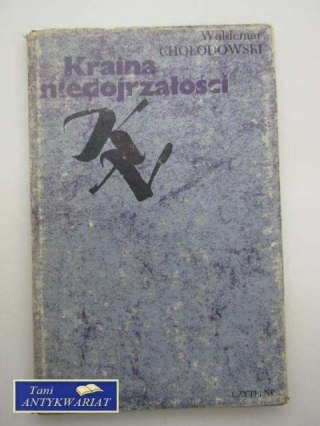 Waldemar
CHOŁODOWSKI
Kraina
niedojrzałości
KN
CZYTELNIK
Tani
ANTYKWARIAT